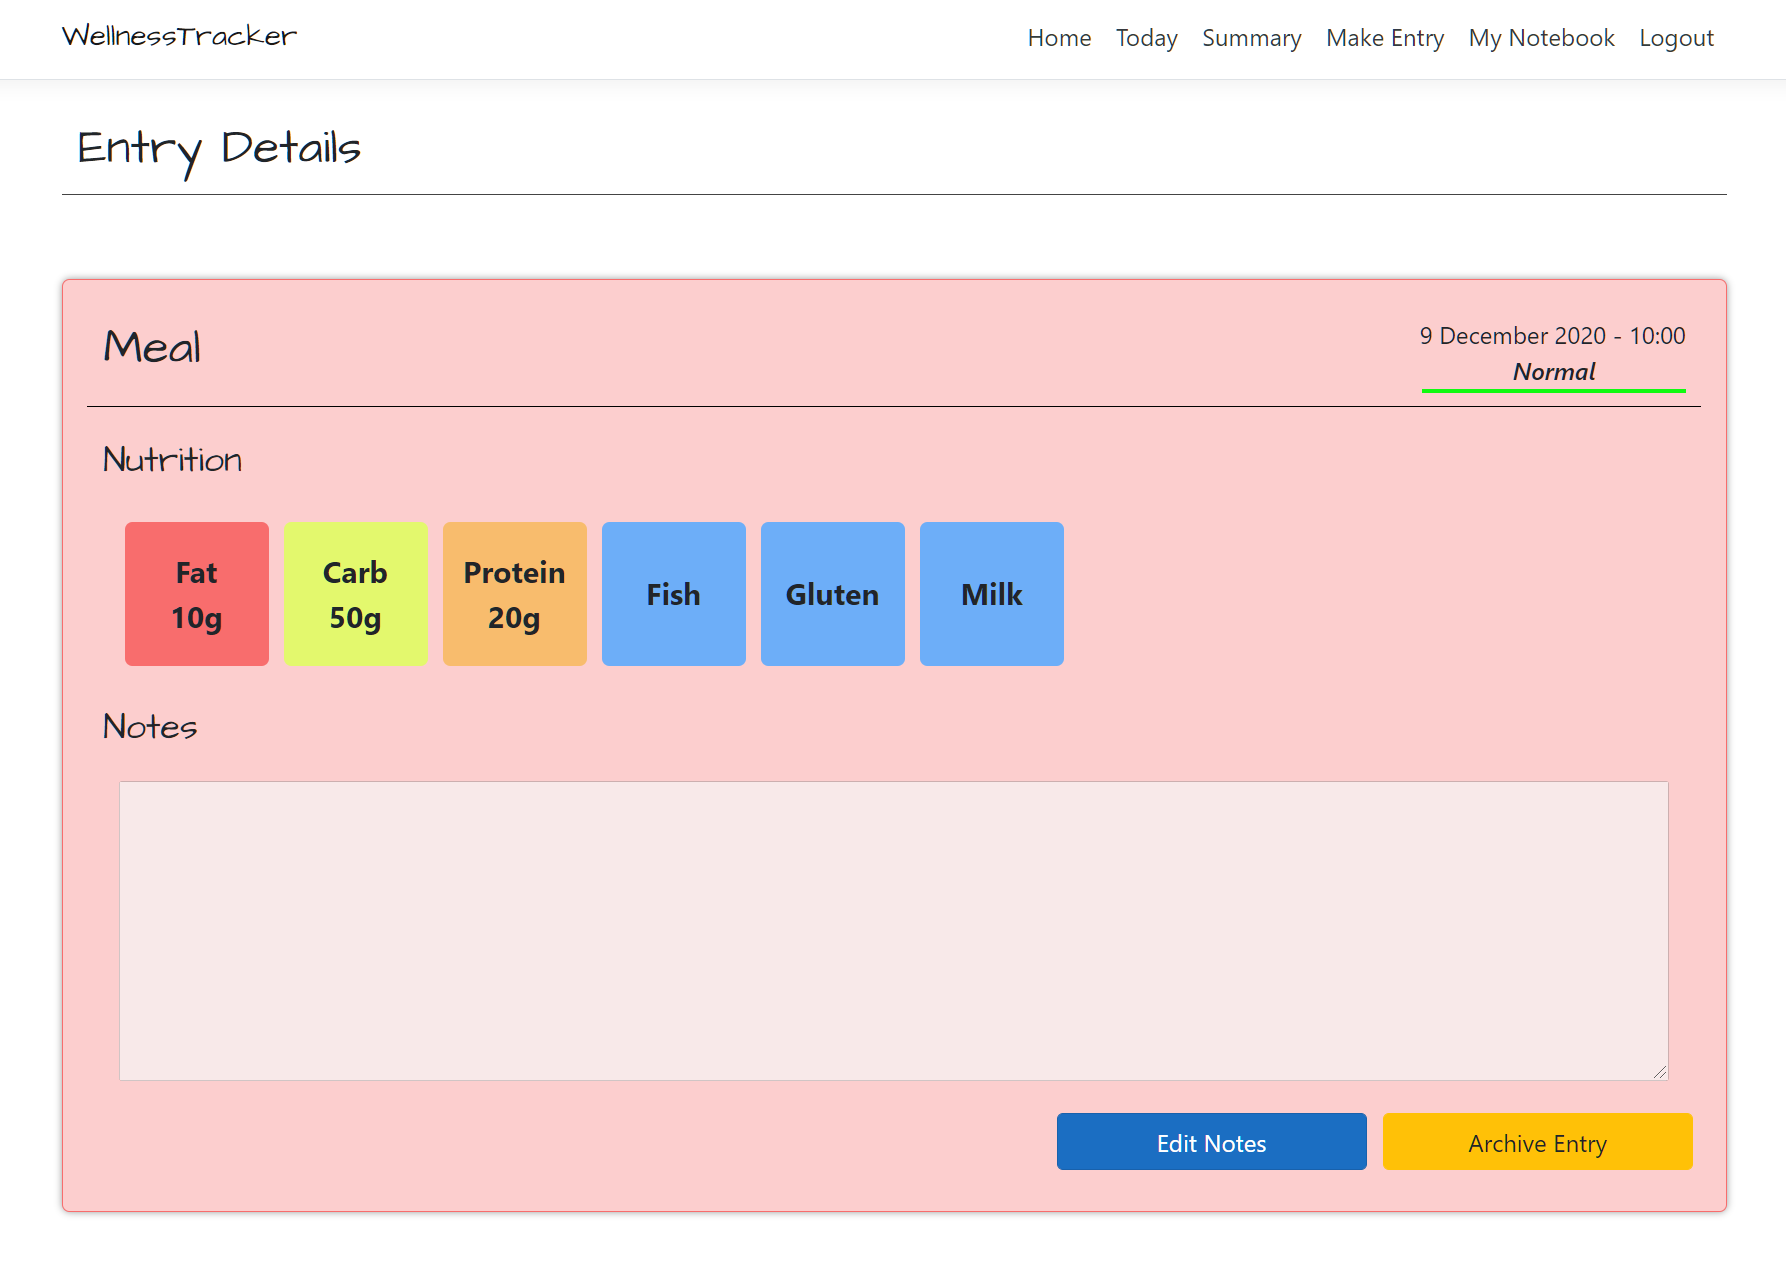 WellnessTracker
Home Today Summary Make Entry My Notebook Logout
Entry Details
Meal
9 December 2020 - 10:00
Normal
Nutrition
Fat
10g
Carb
50g
Protein
20g
Fish
Gluten
Milk
Notes
Edit Notes
Archive Entry